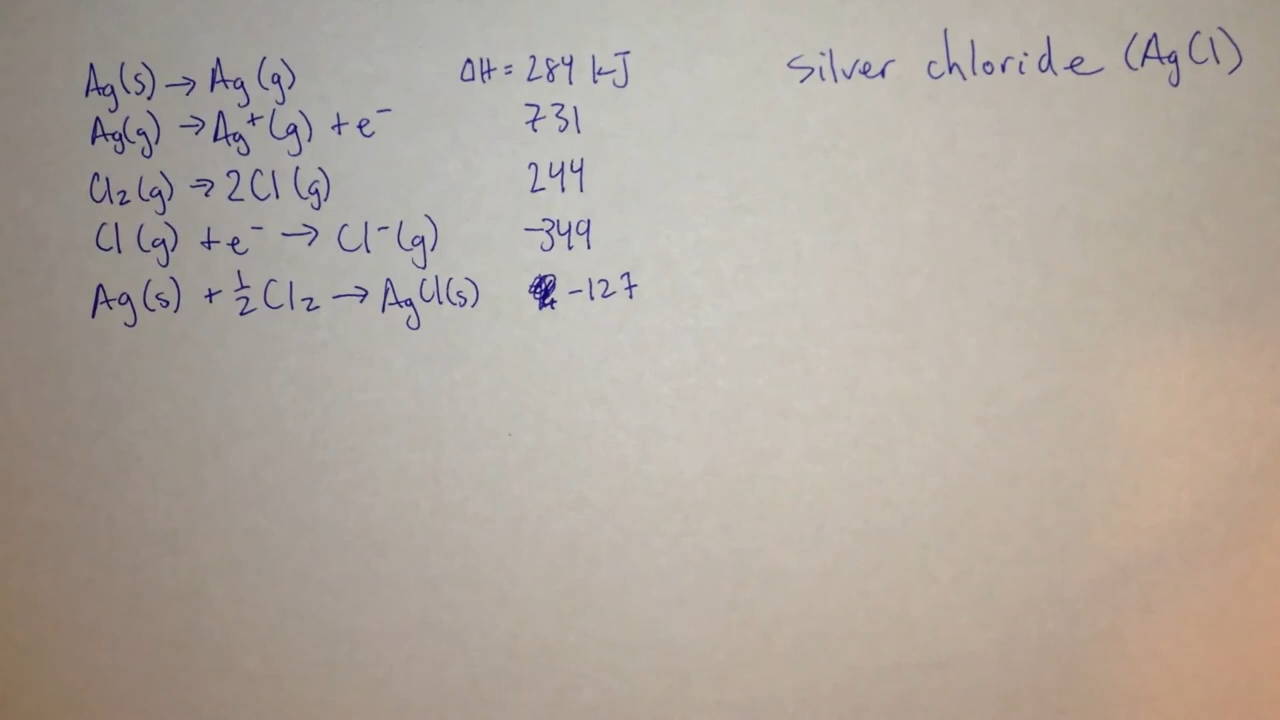 Ag(s) → Ag(g) ΔH = 284 kJ
silver chloride (AgCl)
Ag(g) → Ag⁺(g) + e⁻ 731
Cl₂(g) → 2Cl(g) 244
Cl(g) + e⁻ → Cl⁻(g) -349
Ag(s) + ½Cl₂ → AgCl(s) -127